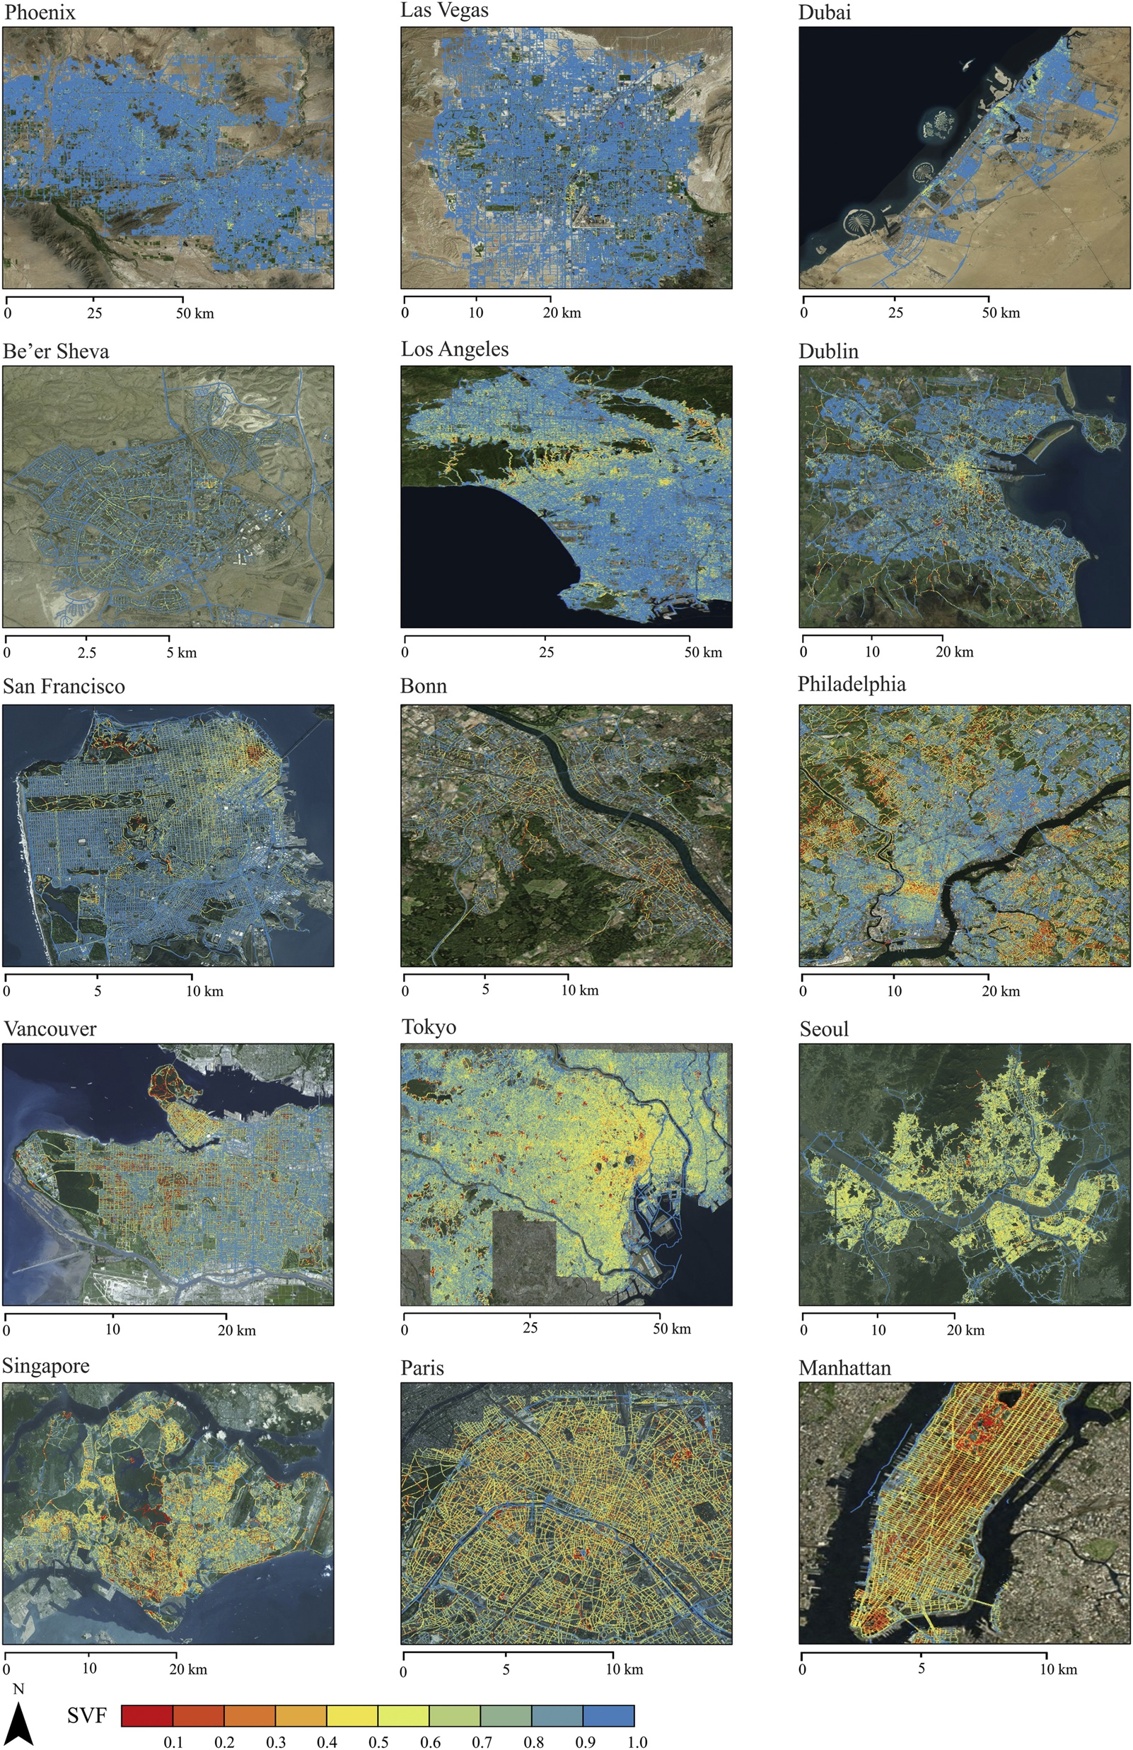 Phoenix Las Vegas Dubai
0 25 50 km 0 10 20 km 0 25 50 km
Be’er Sheva Los Angeles Dublin
0 2.5 5 km 0 25 50 km 0 10 20 km
San Francisco Bonn Philadelphia
0 5 10 km 0 5 10 km 0 10 20 km
Vancouver Tokyo Seoul
0 10 20 km 0 25 50 km 0 10 20 km
Singapore Paris Manhattan
0 10 20 km 0 5 10 km 0 5 10 km
N
SVF
0.1 0.2 0.3 0.4 0.5 0.6 0.7 0.8 0.9 1.0